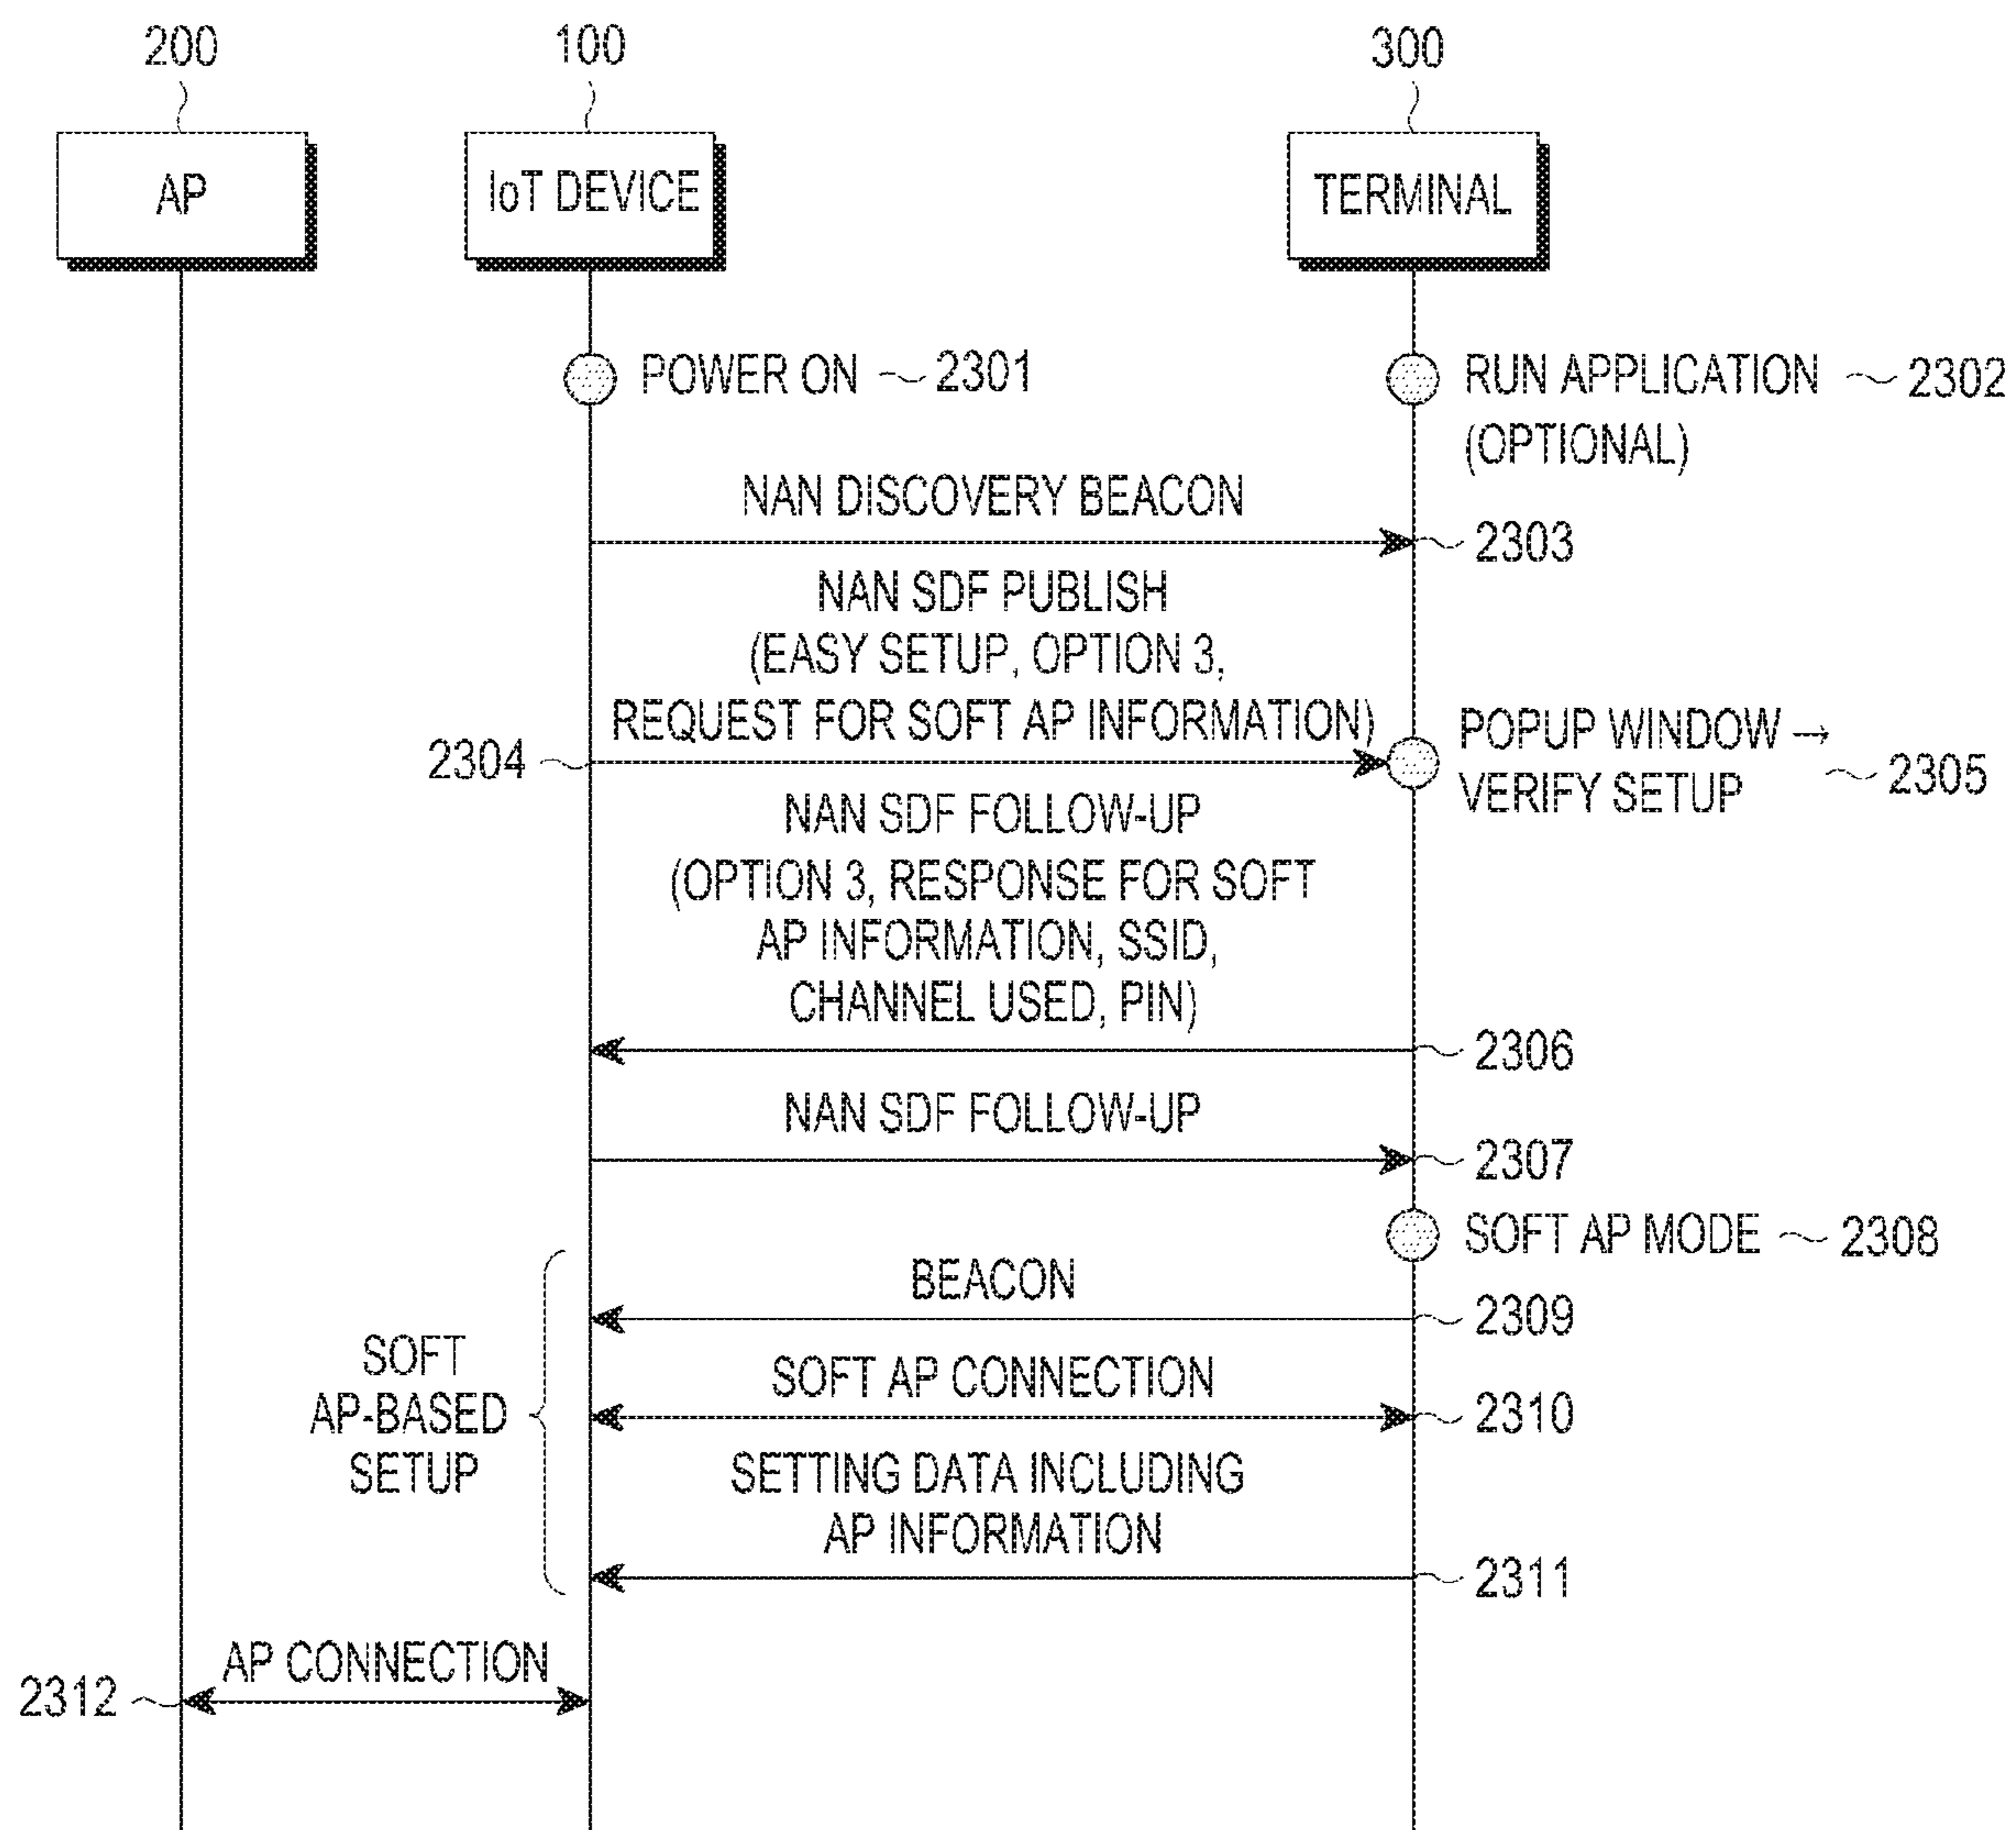 200
100
300
AP
IoT DEVICE
TERMINAL
POWER ON
2301
RUN APPLICATION
2302
(OPTIONAL)
NAN DISCOVERY BEACON
2303
NAN SDF PUBLISH
(EASY SETUP, OPTION 3,
REQUEST FOR SOFT AP INFORMATION)
2304
POPUP WINDOW →
VERIFY SETUP
2305
NAN SDF FOLLOW-UP
(OPTION 3, RESPONSE FOR SOFT
AP INFORMATION, SSID,
CHANNEL USED, PIN)
2306
NAN SDF FOLLOW-UP
2307
SOFT AP MODE
2308
BEACON
2309
SOFT
AP-BASED
SETUP
SOFT AP CONNECTION
2310
SETTING DATA INCLUDING
AP INFORMATION
2311
AP CONNECTION
2312